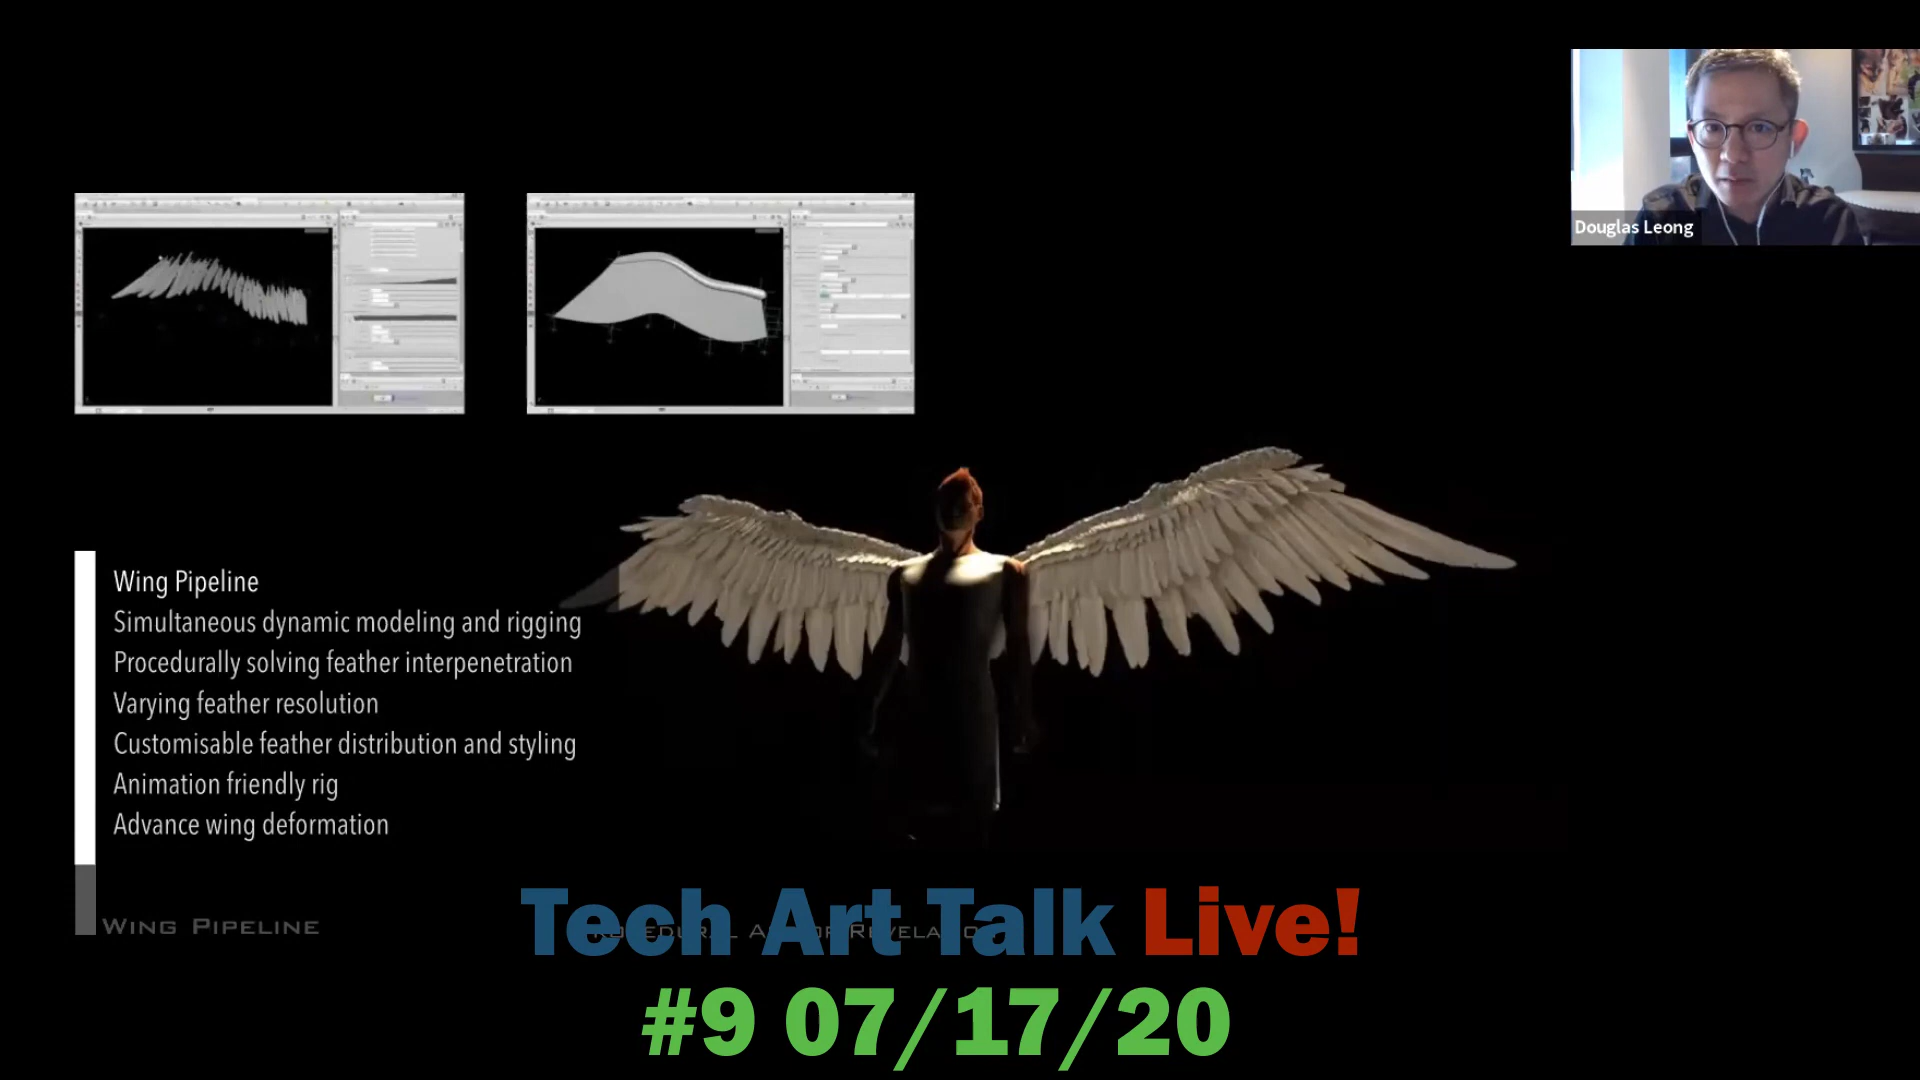 Douglas Leong
Wing Pipeline
Simultaneous dynamic modeling and rigging
Procedurally solving feather interpenetration
Varying feather resolution
Customisable feather distribution and styling
Animation friendly rig
Advance wing deformation
WING PIPELINE
Tech Art Talk Live!
#9 07/17/20